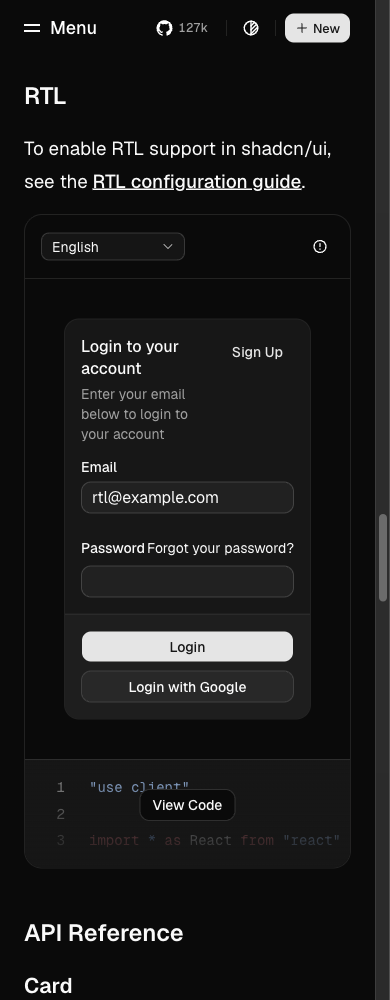 Menu
127k
New
RTL
To enable RTL support in shadcn/ui,
see the RTL configuration guide.
English
Login to your
account
Sign Up
Enter your email
below to login to
your account
Email
rtl@example.com
Password Forgot your password?
Login
Login with Google
1 "use client"
View Code
2
3 import * as React from "react"
API Reference
Card